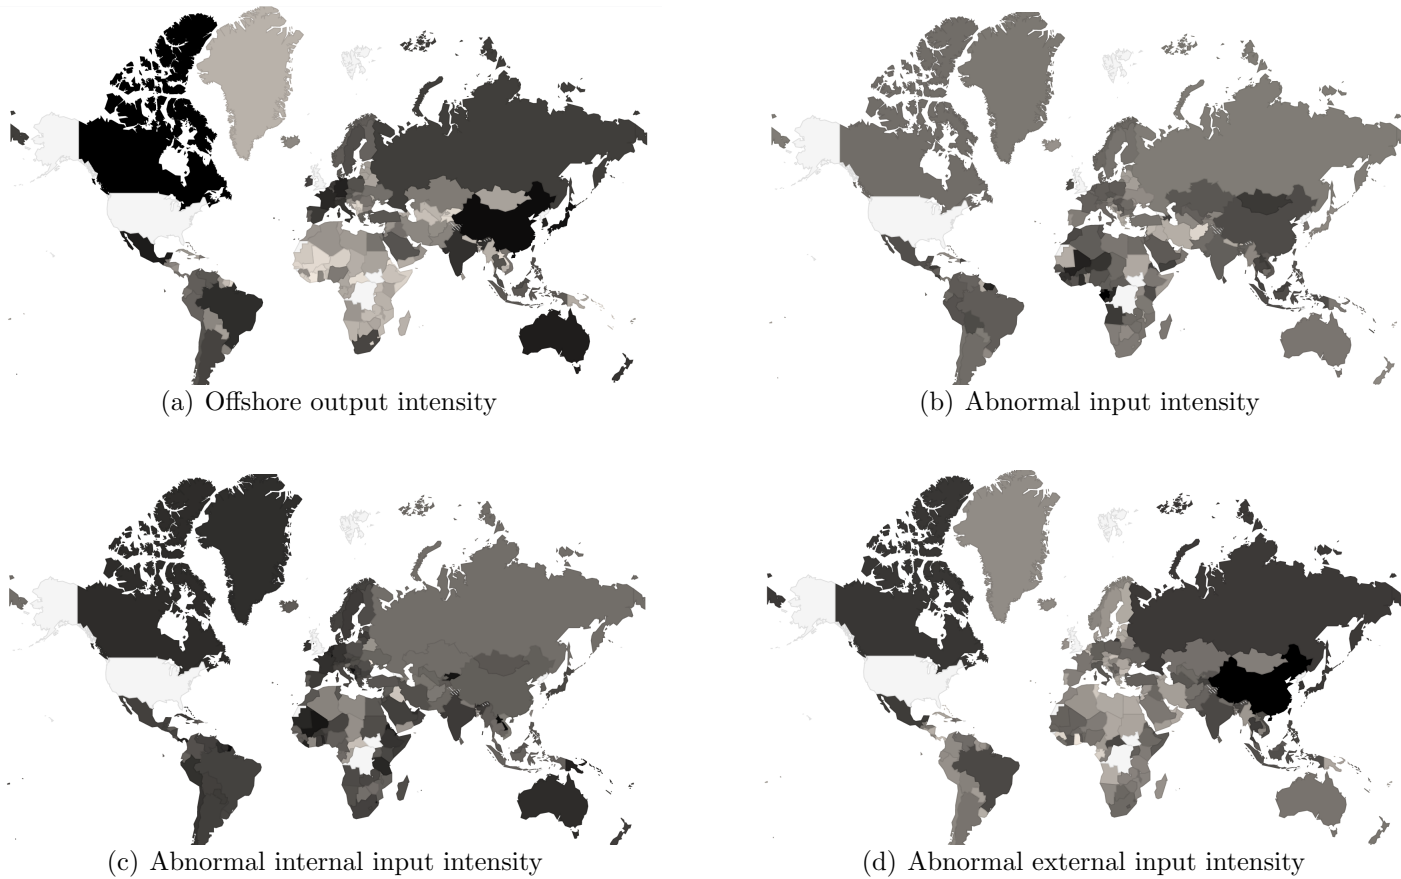 (a) Offshore output intensity
(b) Abnormal input intensity
(c) Abnormal internal input intensity
(d) Abnormal external input intensity